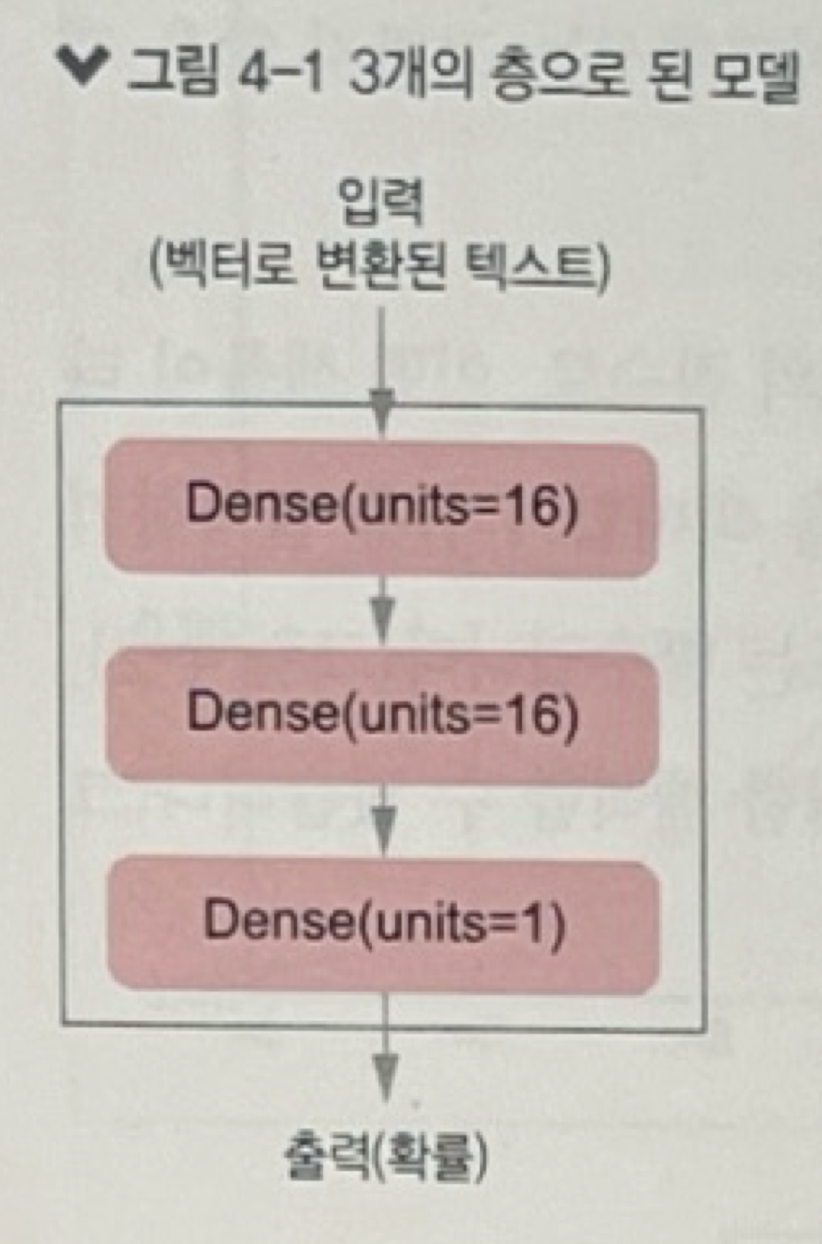 그림 4-1 3개의 층으로 된 모델
입력
(벡터로 변환된 텍스트)
Dense(units=16)
Dense(units=16)
Dense(units=1)
출력(확률)